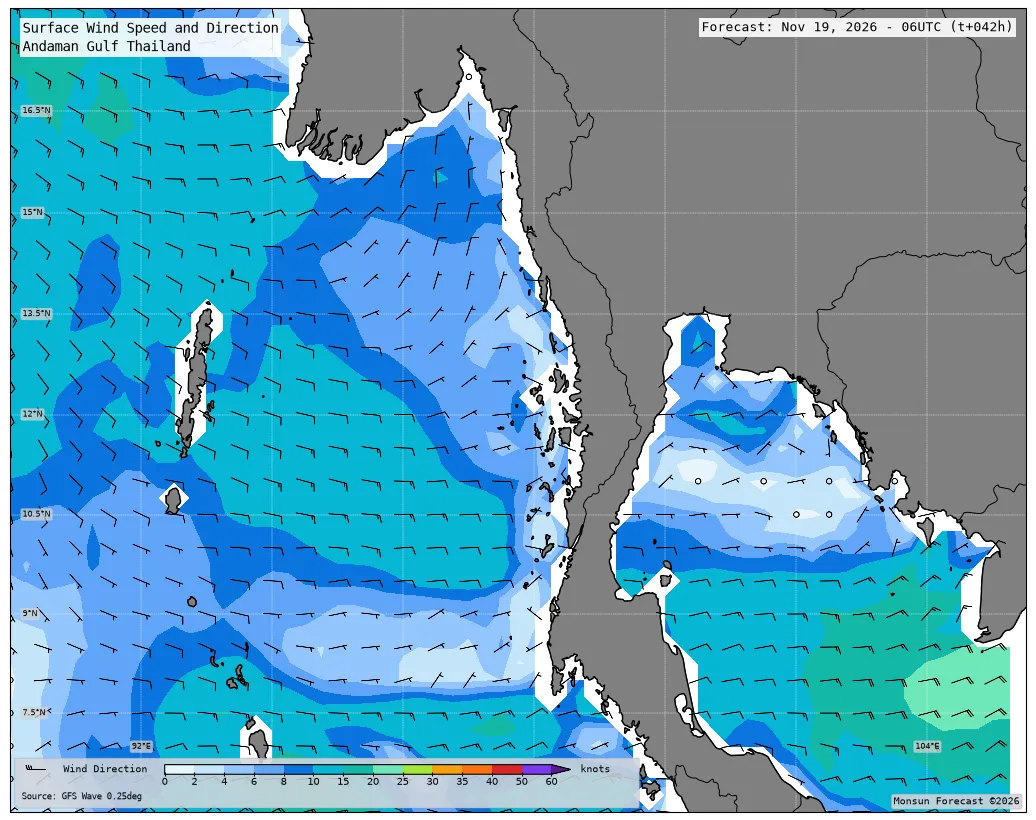 Surface Wind Speed and Direction
Andaman Gulf Thailand
Forecast: Nov 19, 2026 - 06UTC (t+042h)
16.5°N
15°N
13.5°N
12°N
10.5°N
9°N
7.5°N
92°E
104°E
Wind Direction
knots
0 2 4 6 8 10 15 20 25 30 35 40 50 60
Source: GFS Wave 0.25deg
Monsun Forecast ©2026